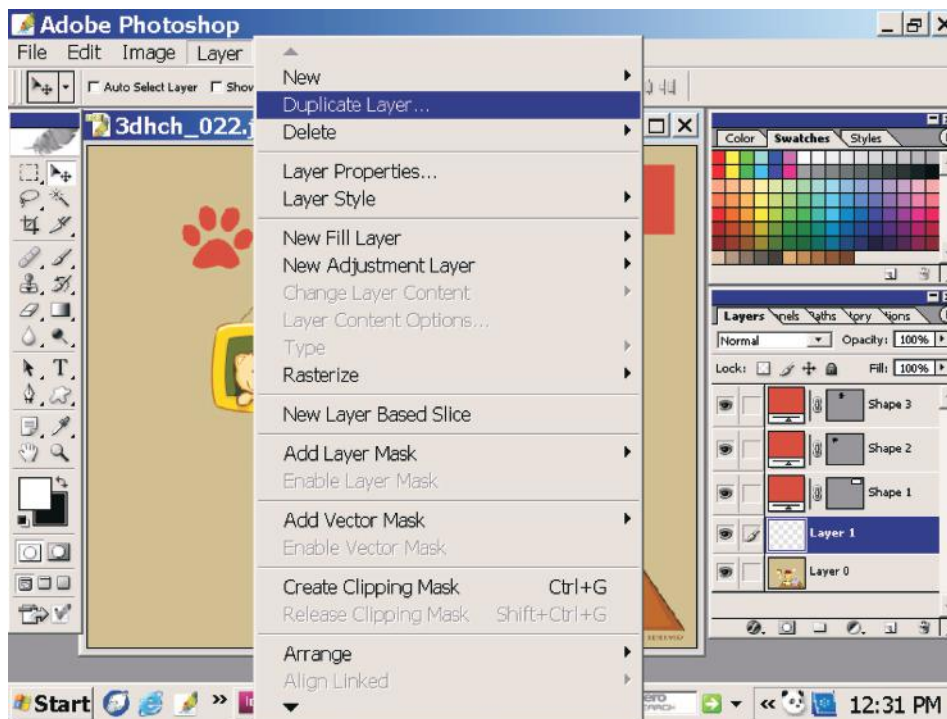 Adobe Photoshop
File Edit Image Layer
Auto Select Layer Show
3dhch_022.j
New
Duplicate Layer...
Delete
Layer Properties...
Layer Style
New Fill Layer
New Adjustment Layer
Change Layer Content
Layer Content Options...
Type
Rasterize
New Layer Based Slice
Add Layer Mask
Enable Layer Mask
Add Vector Mask
Enable Vector Mask
Create Clipping Mask Ctrl+G
Release Clipping Mask Shift+Ctrl+G
Arrange
Align Linked
Color Swatches Styles
Layers
Normal Opacity: 100%
Lock: Fill: 100%
Shape 3
Shape 2
Shape 1
Layer 1
Layer 0
Start 12:31 PM